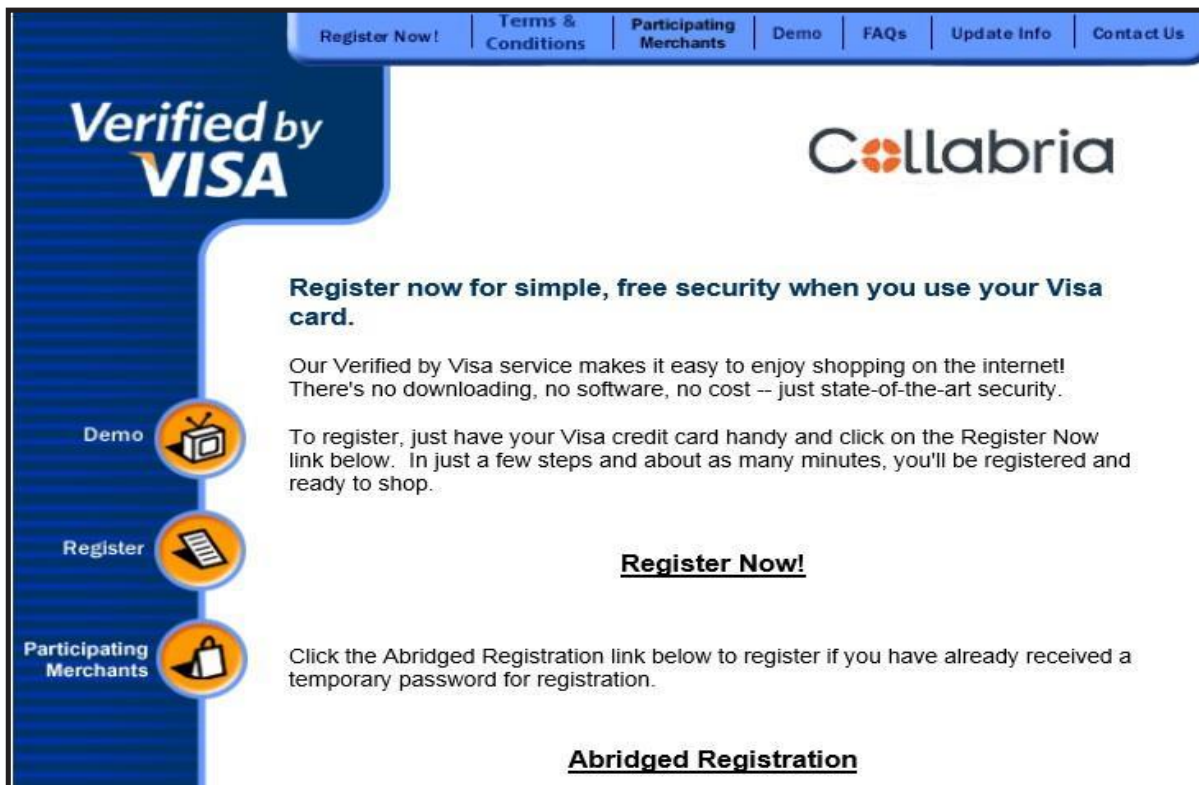 Register Now!
Terms &
Conditions
Participating
Merchants
Demo
FAQs
Update Info
Contact Us
Verified by
VISA
Collabria
Register now for simple, free security when you use your Visa
card.
Our Verified by Visa service makes it easy to enjoy shopping on the internet!
There's no downloading, no software, no cost -- just state-of-the-art security.
Demo
To register, just have your Visa credit card handy and click on the Register Now
link below.  In just a few steps and about as many minutes, you'll be registered and
ready to shop.
Register
Register Now!
Participating
Merchants
Click the Abridged Registration link below to register if you have already received a
temporary password for registration.
Abridged Registration